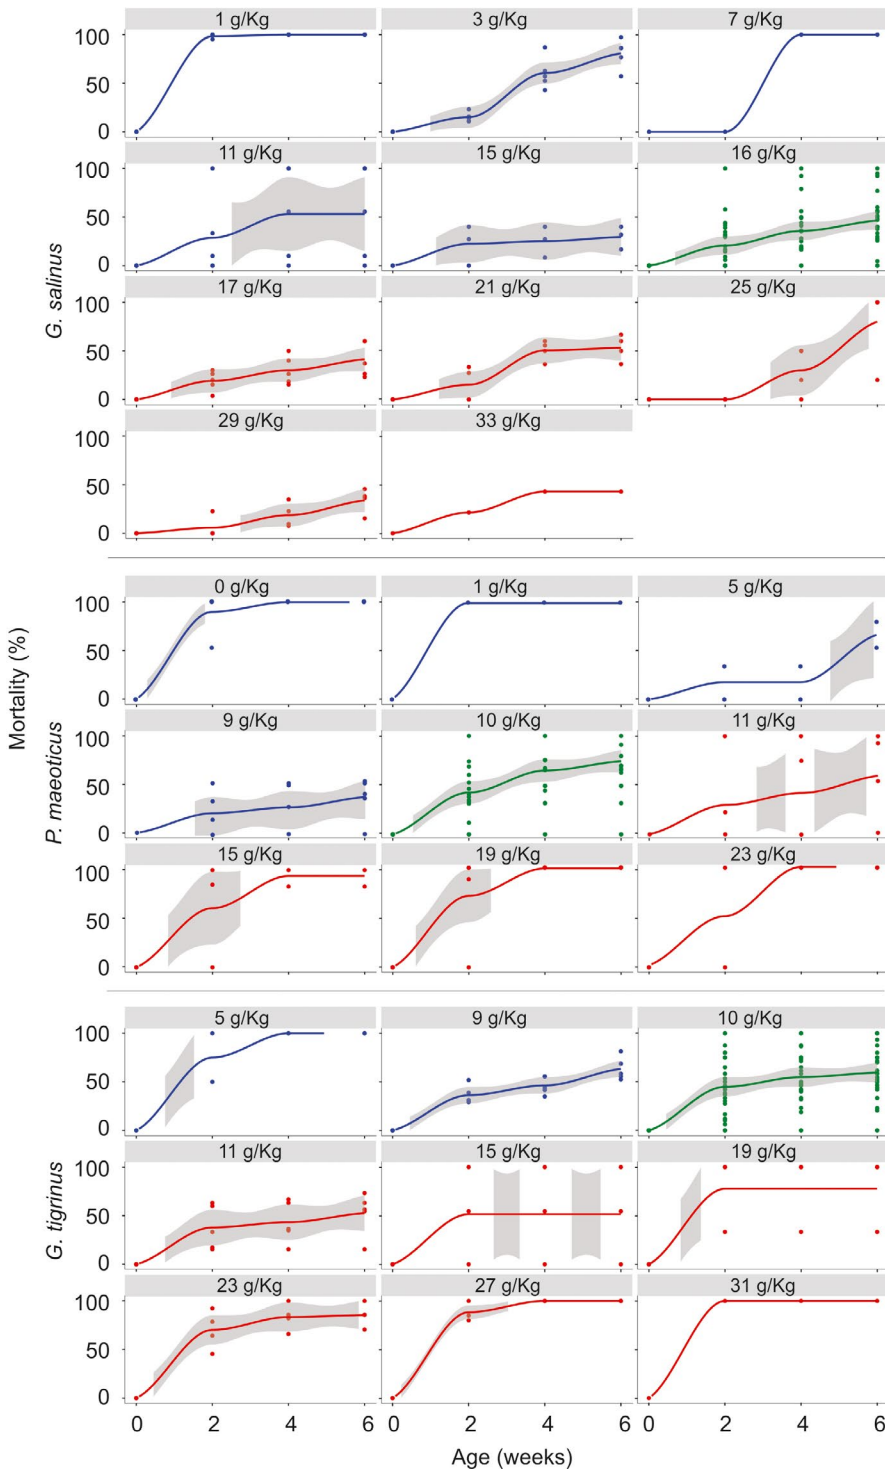 1 g/Kg 3 g/Kg 7 g/Kg
100
50
0
11 g/Kg 15 g/Kg 16 g/Kg
100
50
0
17 g/Kg 21 g/Kg 25 g/Kg
100
50
0
29 g/Kg 33 g/Kg
100
50
0
G. salinus
0 g/Kg 1 g/Kg 5 g/Kg
100
50
0
9 g/Kg 10 g/Kg 11 g/Kg
100
50
0
15 g/Kg 19 g/Kg 23 g/Kg
100
50
0
P. maeoticus
Mortality (%)
5 g/Kg 9 g/Kg 10 g/Kg
100
50
0
11 g/Kg 15 g/Kg 19 g/Kg
100
50
0
23 g/Kg 27 g/Kg 31 g/Kg
100
50
0
G. tigrinus
0 2 4 6 0 2 4 6 0 2 4 6
Age (weeks)